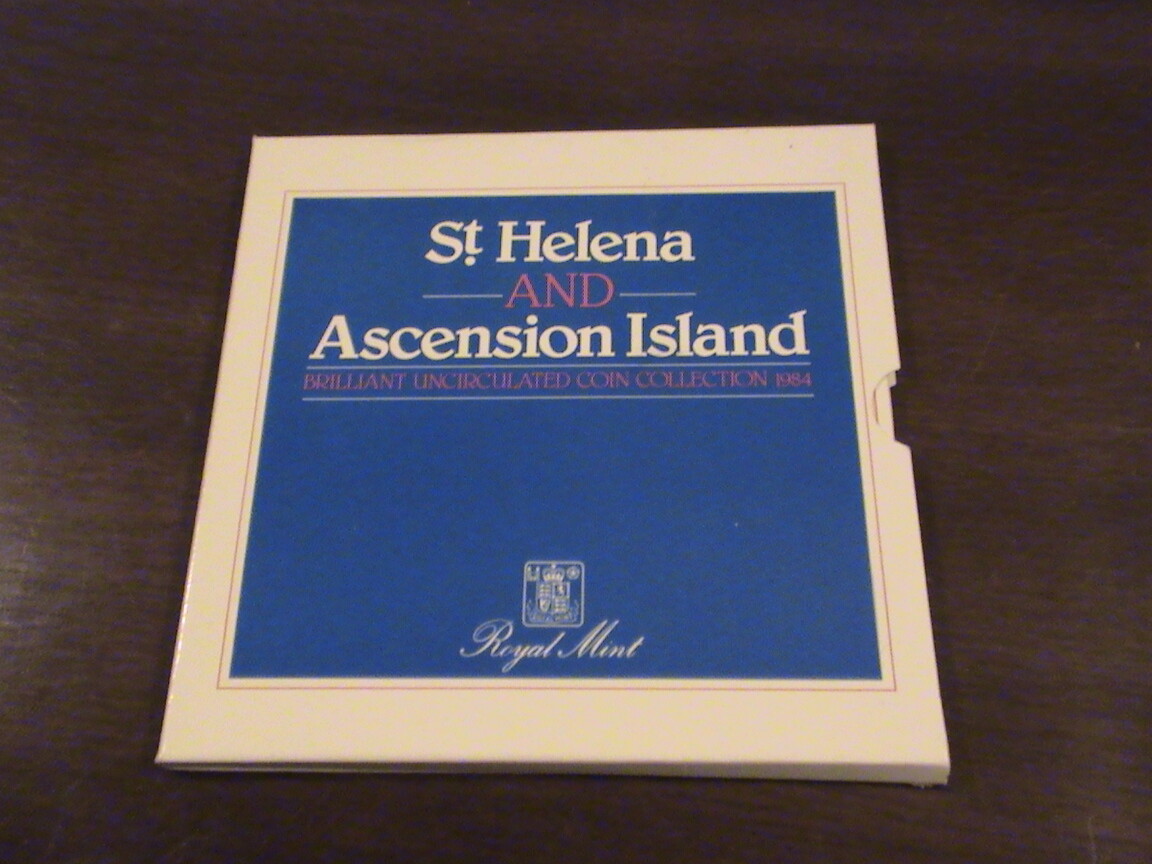 St. Helena
AND
Ascension Island
BRILLIANT UNCIRCULATED COIN COLLECTION 1984
Royal Mint